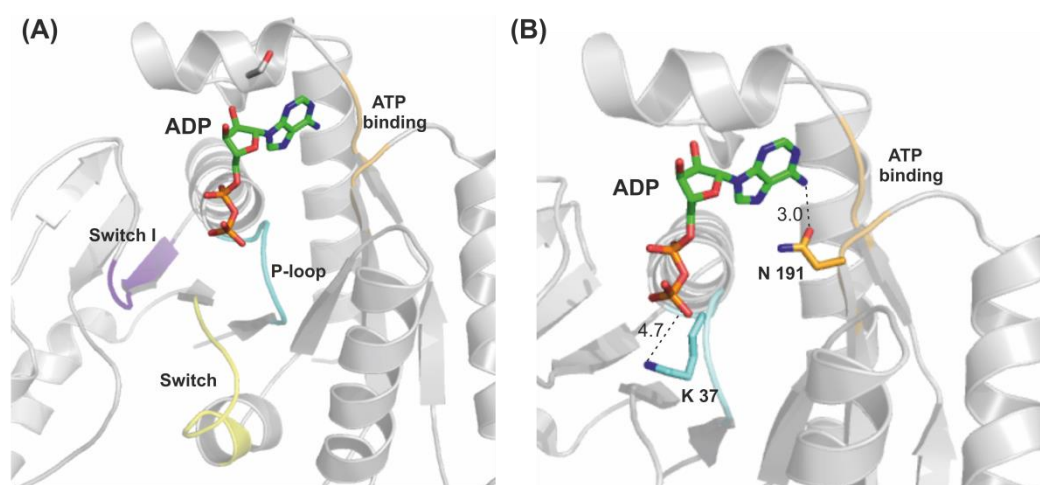 (A)
ADP
ATP
binding
Switch I
P-loop
Switch
(B)
ADP
ATP
binding
3.0
N 191
4.7
K 37